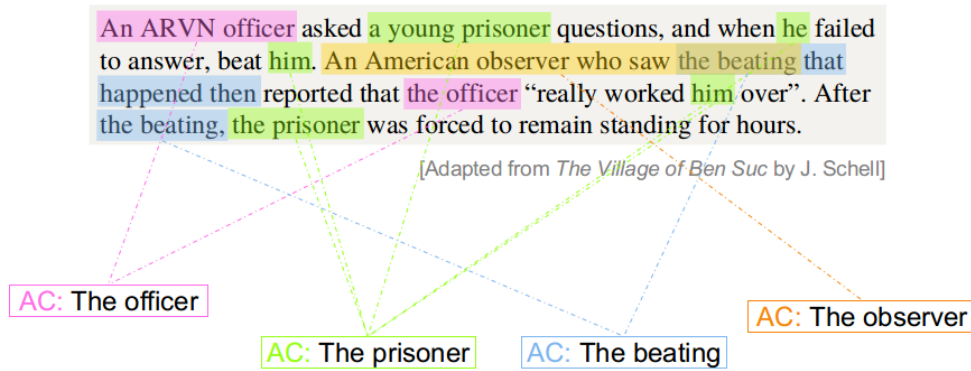 An ARVN officer asked a young prisoner questions, and when he failed
to answer, beat him. An American observer who saw the beating that
happened then reported that the officer “really worked him over”. After
the beating, the prisoner was forced to remain standing for hours.
[Adapted from The Village of Ben Suc by J. Schell]
AC: The officer
AC: The observer
AC: The prisoner
AC: The beating